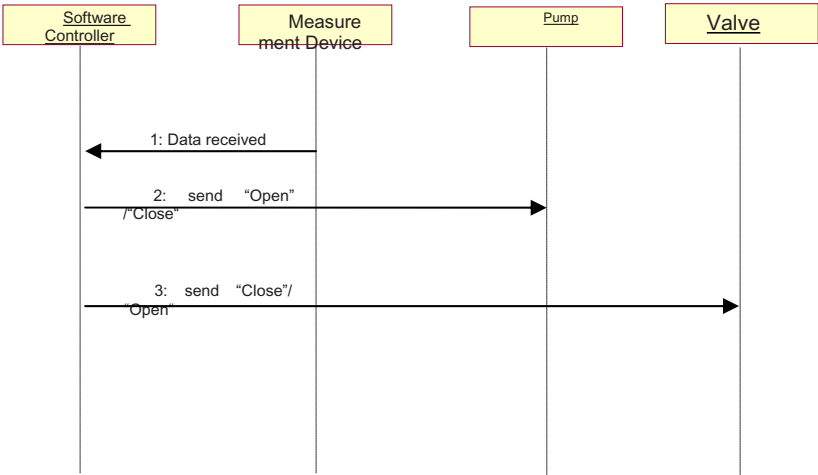 Software
Controller
Measure
ment Device
Pump
Valve
1: Data received
2: send “Open”
/“Close“
3: send “Close”/
“Open“